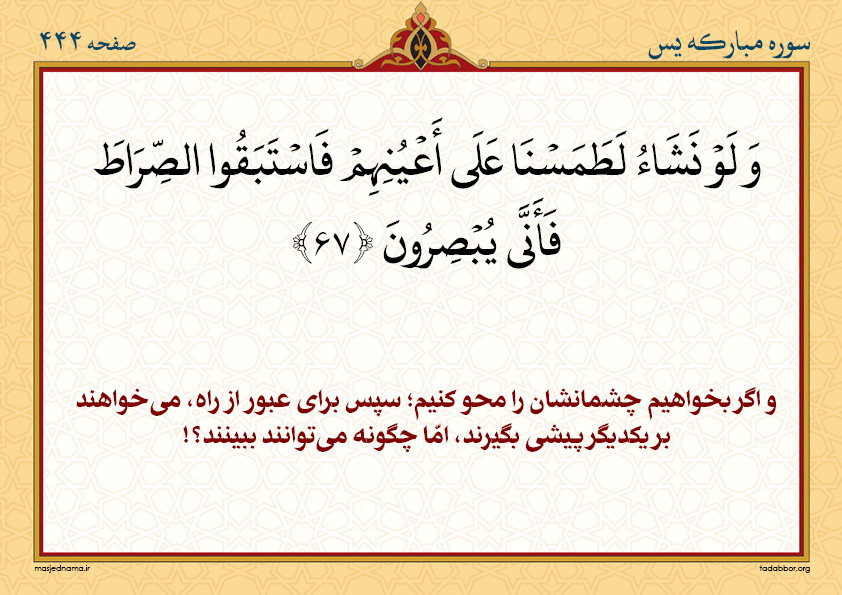 سوره مبارکه یس
صفحه ۴۴۴
وَ لَوْ نَشَاءُ لَطَمَسْنَا عَلَى أَعْيُنِهِمْ فَاسْتَبَقُوا الصِّرَاطَ
فَأَنَّى يُبْصِرُونَ ﴿۶۷﴾
و اگر بخواهیم چشمانشان را محو کنیم؛ سپس برای عبور از راه، می‌خواهند
بر یکدیگر پیشی بگیرند، امّا چگونه می‌توانند ببینند؟!
masjednama.ir
tadabbor.org